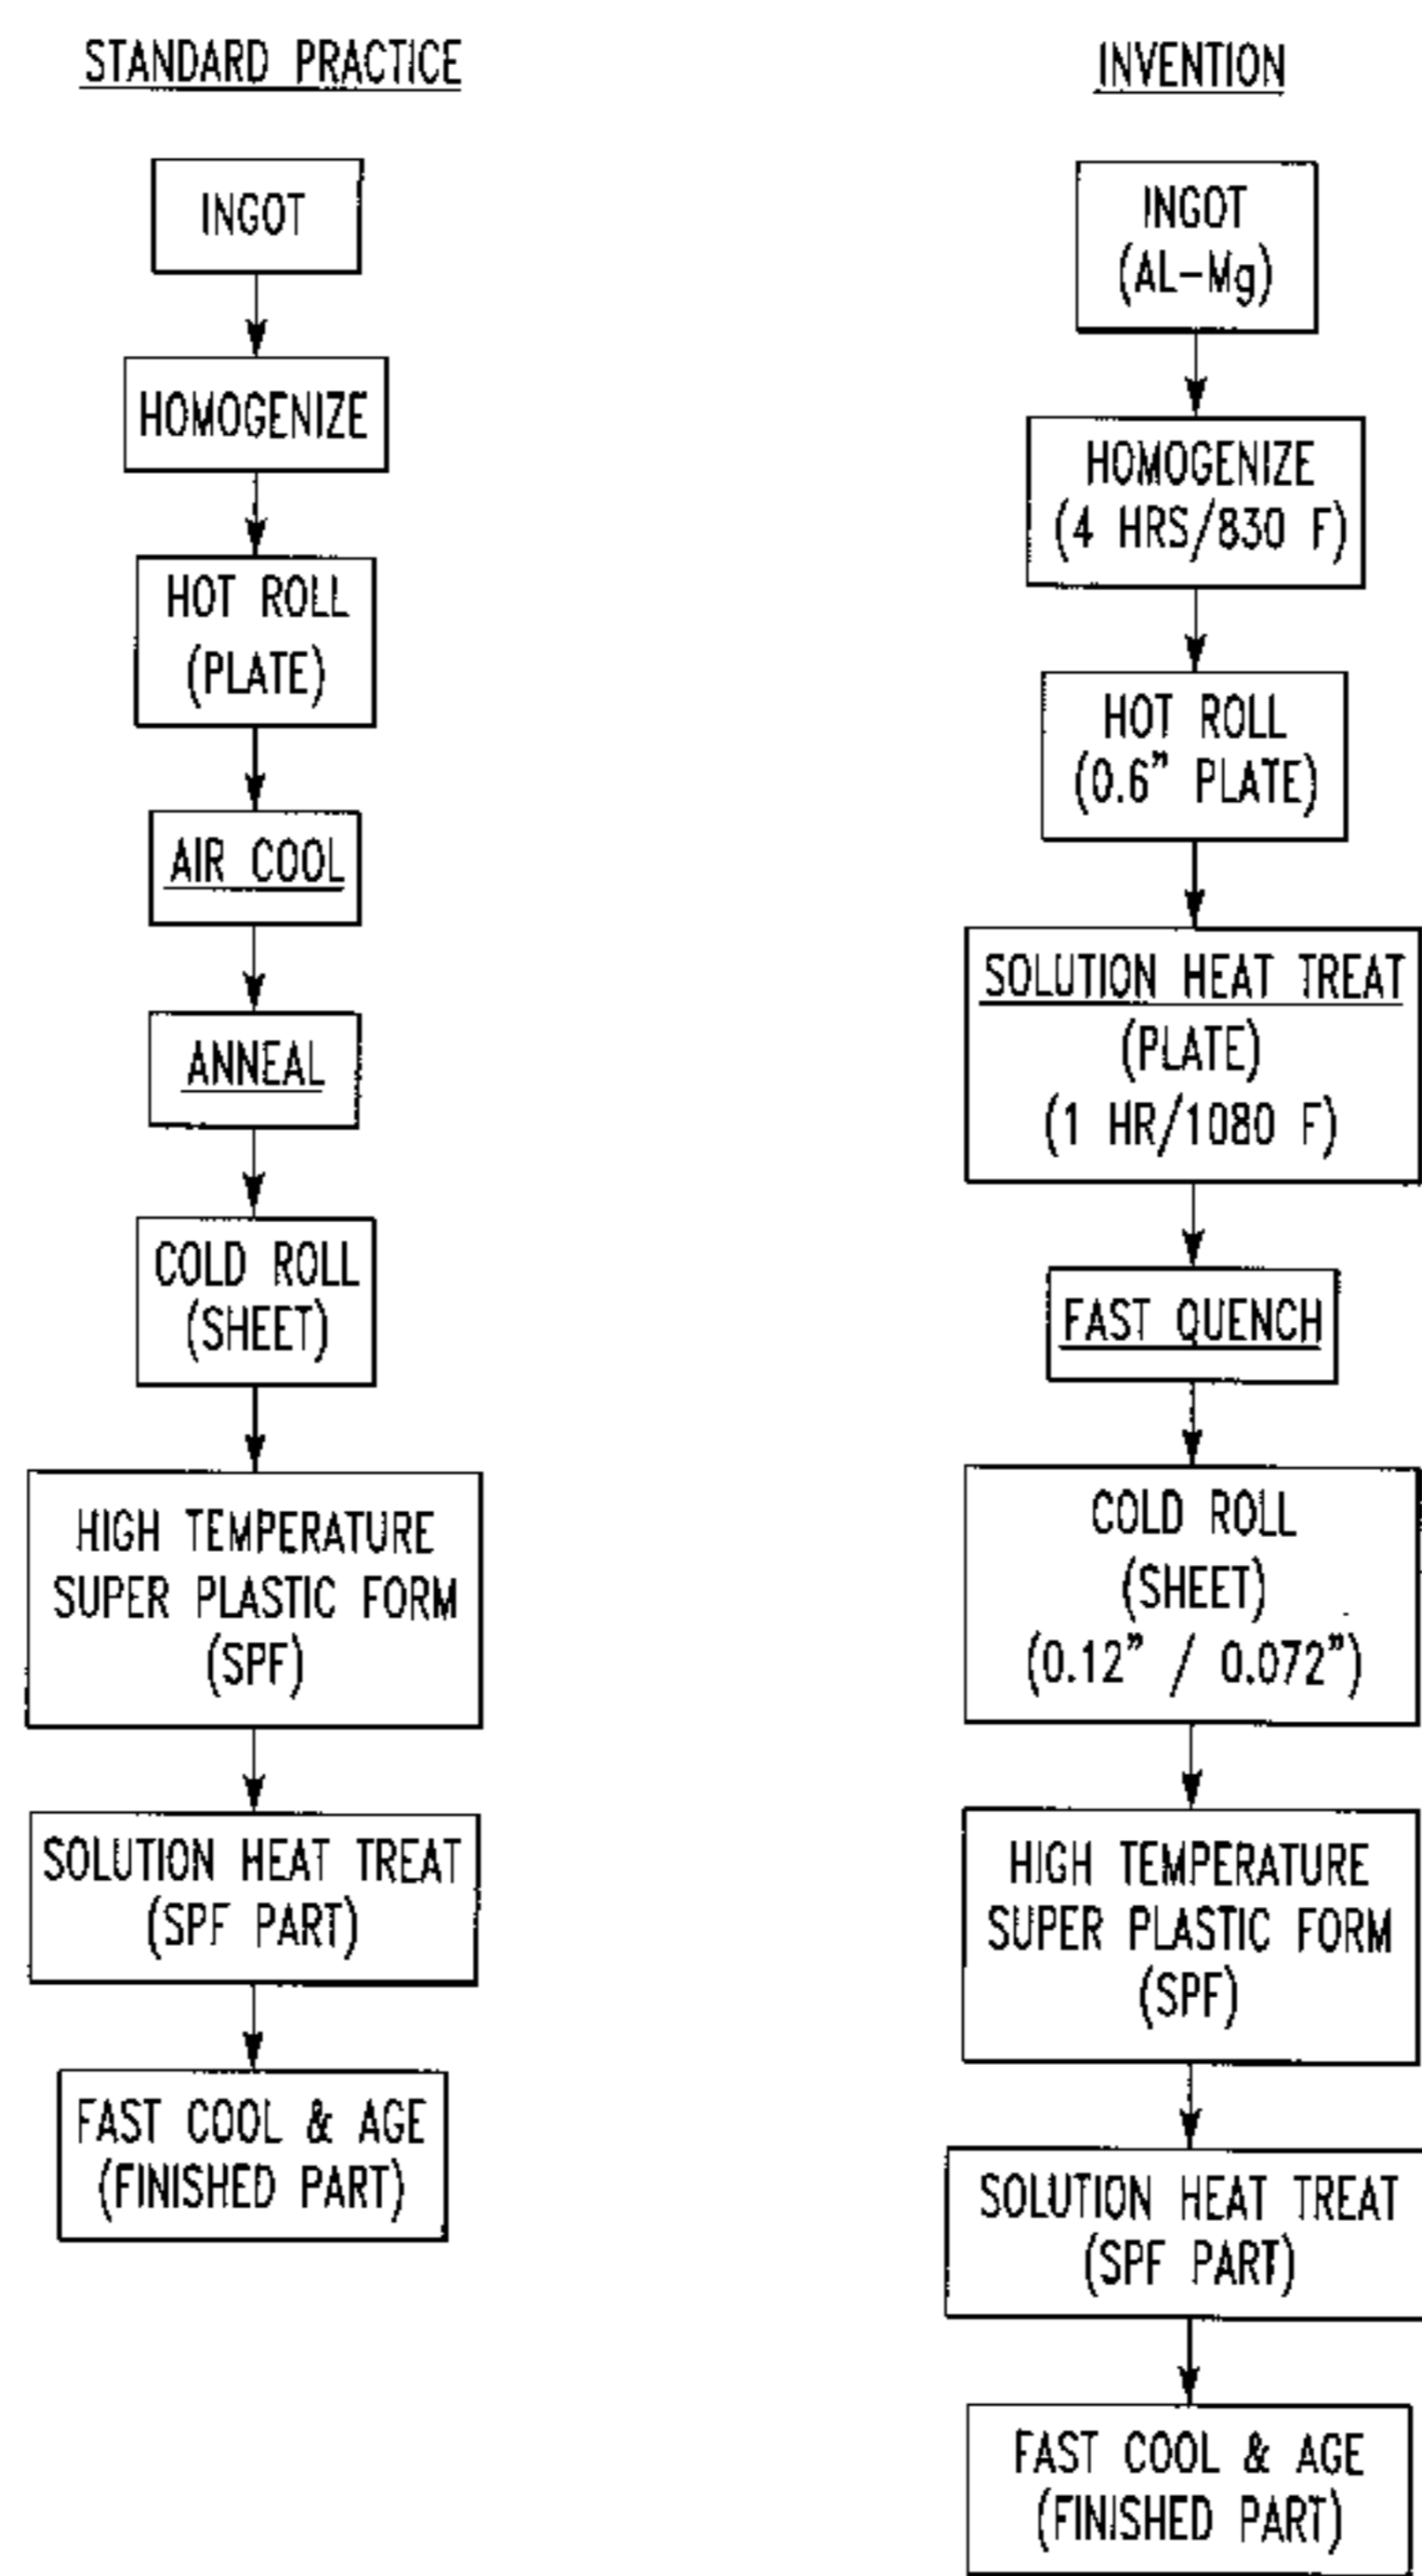 STANDARD PRACTICE
INGOT
HOMOGENIZE
HOT ROLL
(PLATE)
AIR COOL
ANNEAL
COLD ROLL
(SHEET)
HIGH TEMPERATURE
SUPER PLASTIC FORM
(SPF)
SOLUTION HEAT TREAT
(SPF PART)
FAST COOL & AGE
(FINISHED PART)
INVENTION
INGOT
(AL-Mg)
HOMOGENIZE
(4 HRS/830 F)
HOT ROLL
(0.6" PLATE)
SOLUTION HEAT TREAT
(PLATE)
(1 HR/1080 F)
FAST QUENCH
COLD ROLL
(SHEET)
(0.12" / 0.072")
HIGH TEMPERATURE
SUPER PLASTIC FORM
(SPF)
SOLUTION HEAT TREAT
(SPF PART)
FAST COOL & AGE
(FINISHED PART)